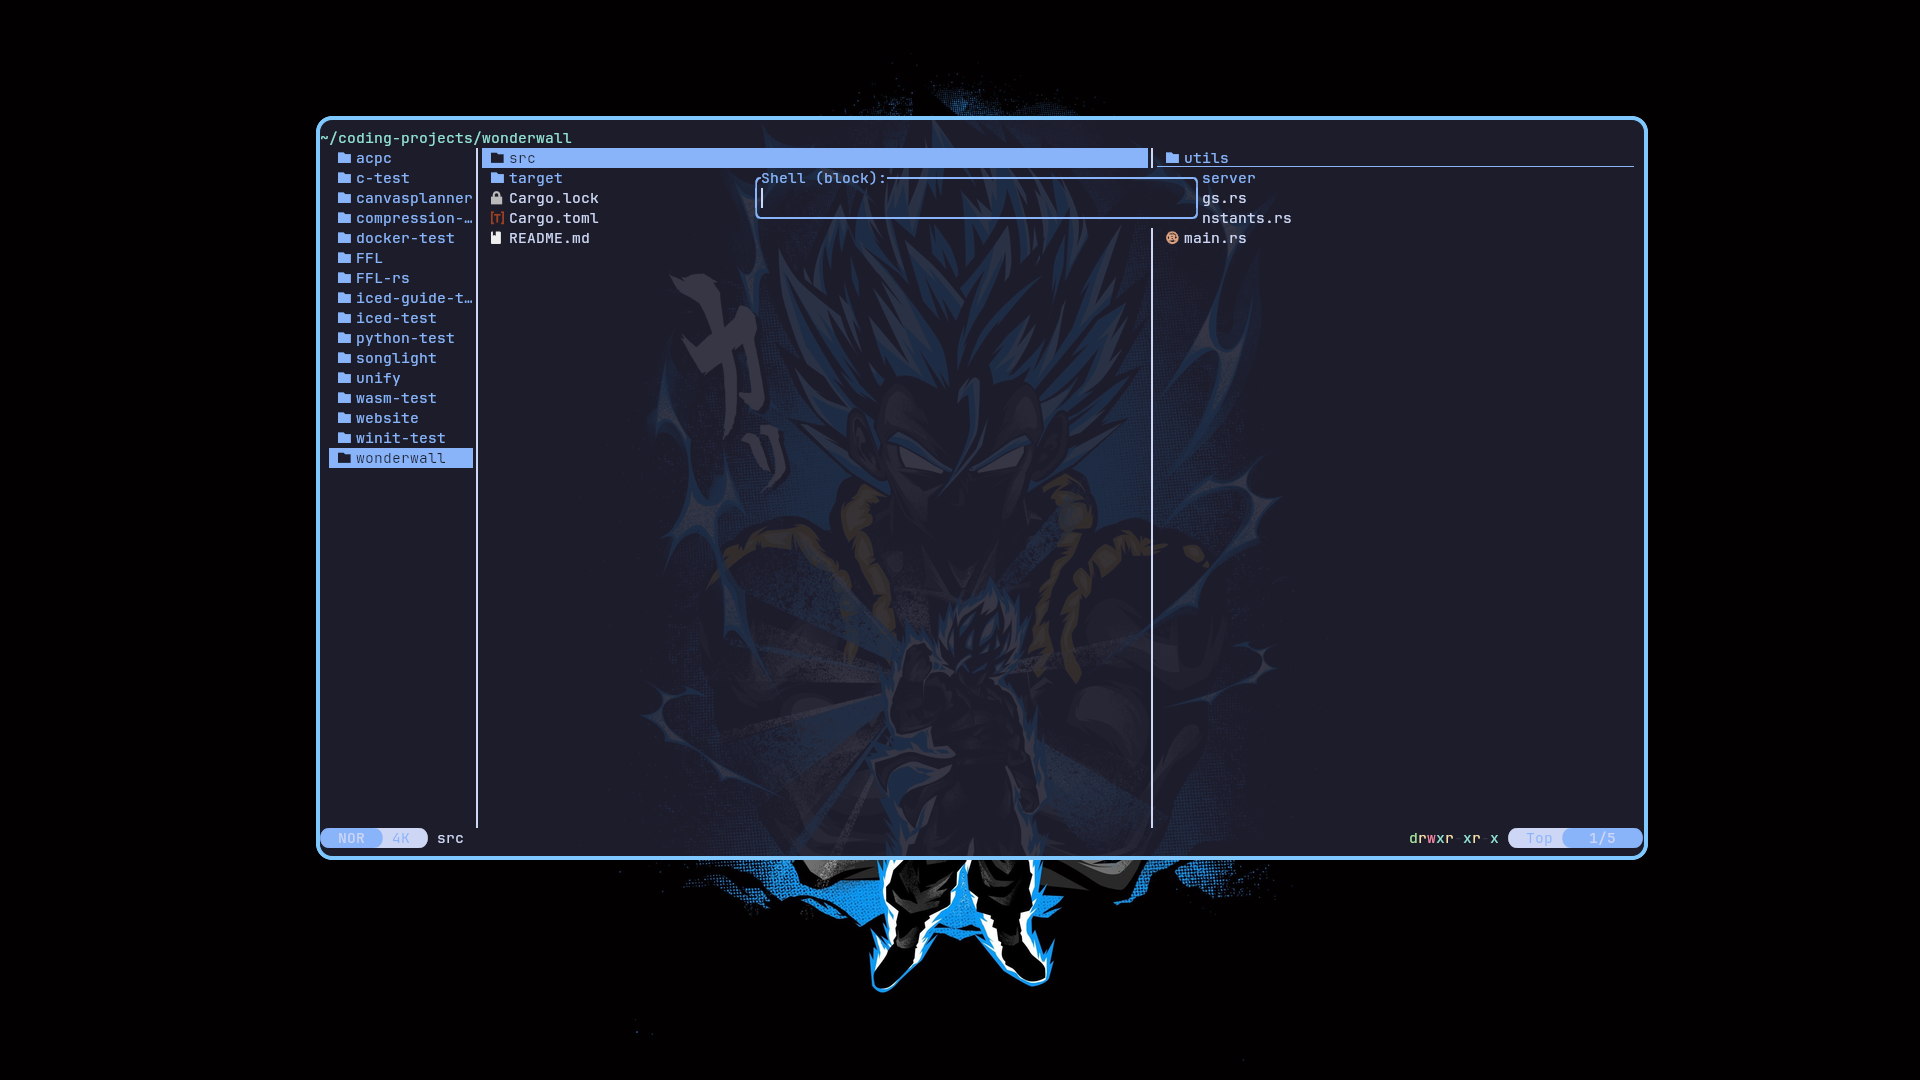 ~/coding-projects/wonderwall
acpc
c-test
canvasplanner
compression-…
docker-test
FFL
FFL-rs
iced-guide-t…
iced-test
python-test
songlight
unify
wasm-test
website
winit-test
wonderwall
src
target
Cargo.lock
Cargo.toml
README.md
Shell (block):
utils
server
gs.rs
nstants.rs
main.rs
カッ
NOR 4K src
drwxr-xr-x Top 1/5